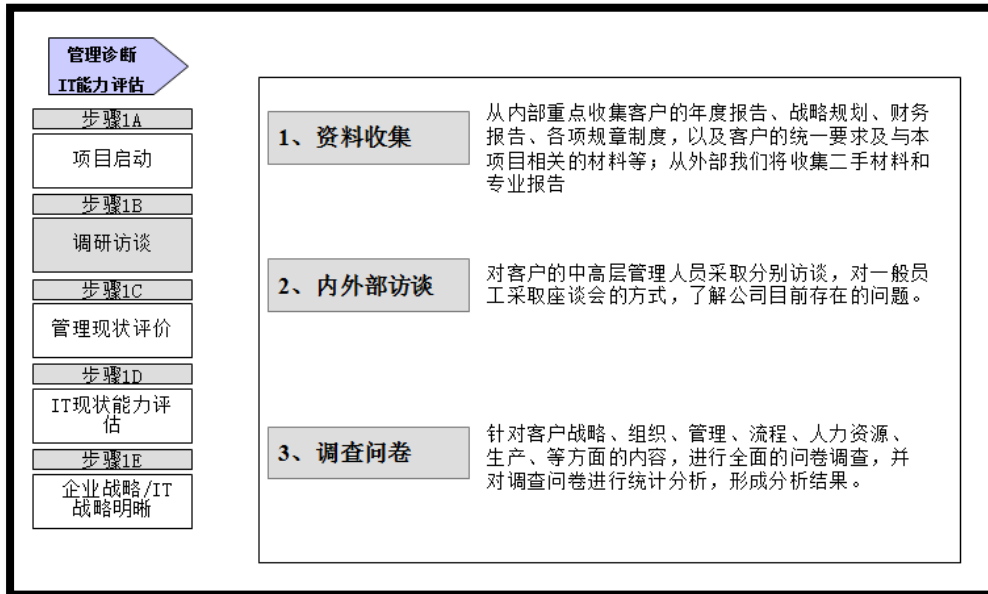 管理诊断
IT能力评估
步骤1A
项目启动
步骤1B
调研访谈
步骤1C
管理现状评价
步骤1D
IT现状能力评
估
步骤1E
企业战略/IT
战略明晰
1、资料收集
从内部重点收集客户的年度报告、战略规划、财务
报告、各项规章制度，以及客户的统一要求及与本
项目相关的材料等；从外部我们将收集二手材料和
专业报告
2、内外部访谈
对客户的中高层管理人员采取分别访谈，对一般员
工采取座谈会的方式，了解公司目前存在的问题。
3、调查问卷
针对客户战略、组织、管理、流程、人力资源、
生产、等方面的内容，进行全面的问卷调查，并
对调查问卷进行统计分析，形成分析结果。